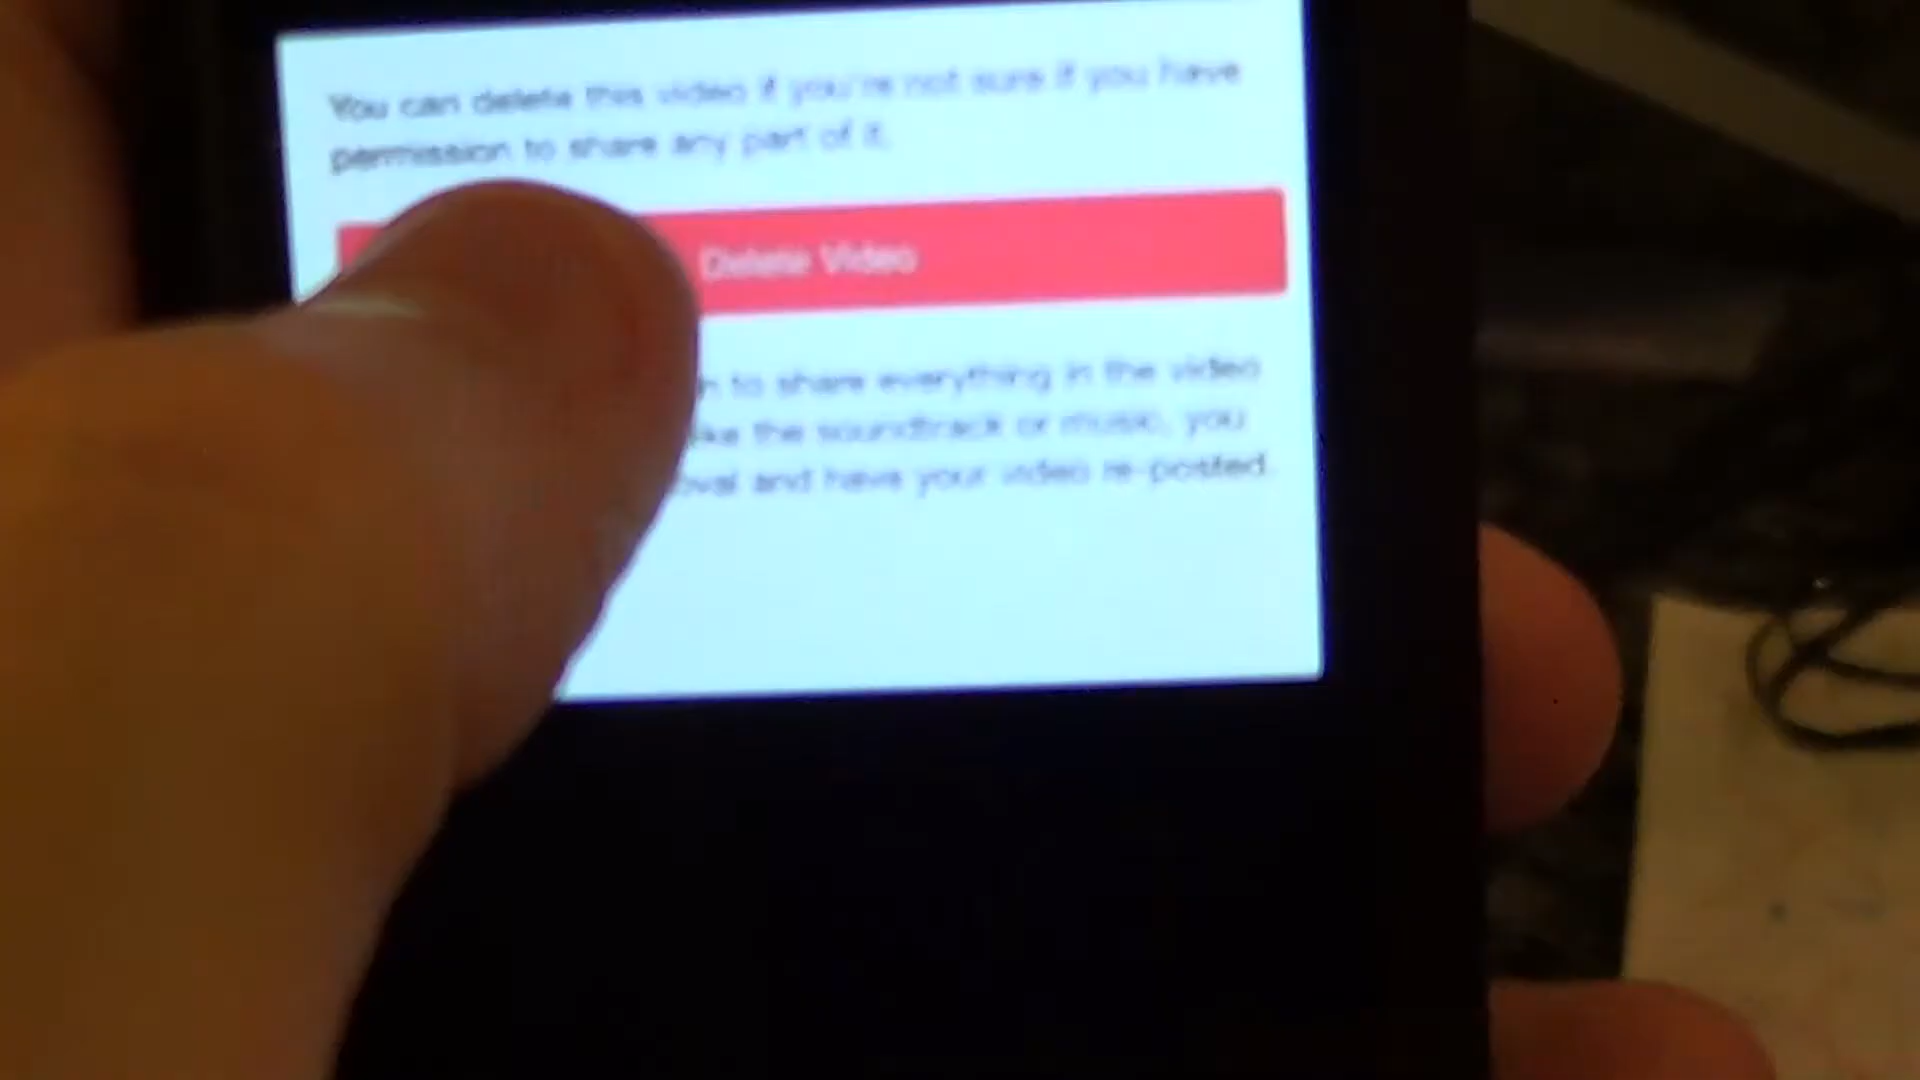 You can delete this video if you're not sure if you have
permission to share any part of it.
Delete Video
to share everything in the video
the soundtrack or music, you
and have your video re-posted.